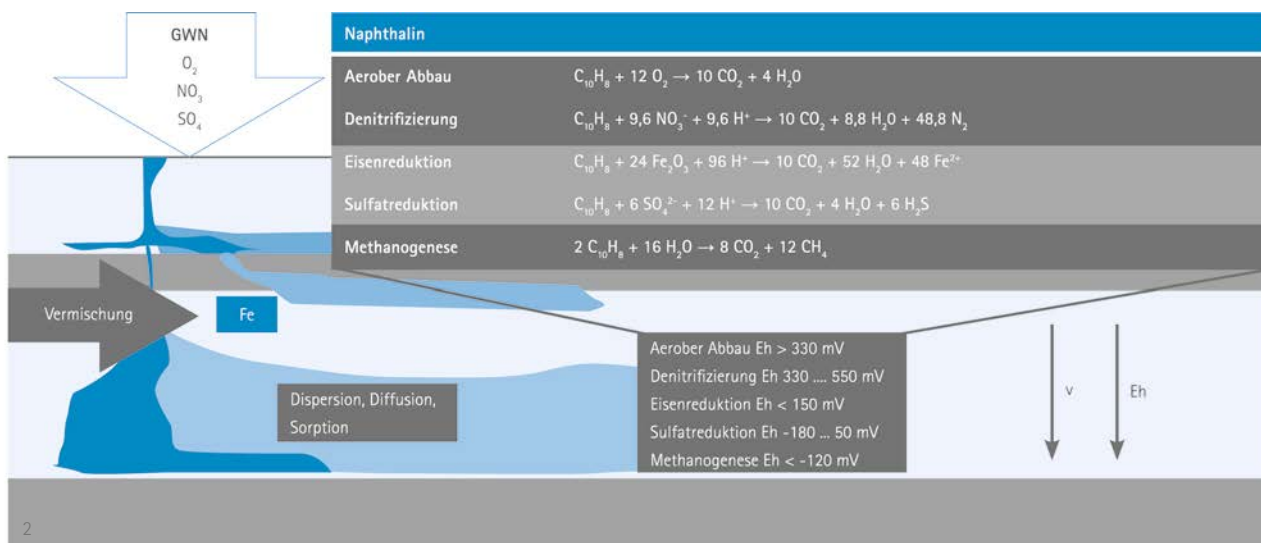 GWN
O₂
NO₃
SO₄
Naphthalin
Aerober Abbau C₁₀H₈ + 12 O₂ → 10 CO₂ + 4 H₂O
Denitrifizierung C₁₀H₈ + 9,6 NO₃⁻ + 9,6 H⁺ → 10 CO₂ + 8,8 H₂O + 48,8 N₂
Eisenreduktion C₁₀H₈ + 24 Fe₂O₃ + 96 H⁺ → 10 CO₂ + 52 H₂O + 48 Fe²⁺
Sulfatreduktion C₁₀H₈ + 6 SO₄²⁻ + 12 H⁺ → 10 CO₂ + 4 H₂O + 6 H₂S
Methanogenese 2 C₁₀H₈ + 16 H₂O → 8 CO₂ + 12 CH₄
Vermischung
Fe
Dispersion, Diffusion,
Sorption
Aerober Abbau Eh > 330 mV
Denitrifizierung Eh 330 .... 550 mV
Eisenreduktion Eh < 150 mV
Sulfatreduktion Eh -180 ... 50 mV
Methanogenese Eh < -120 mV
v
Eh
2